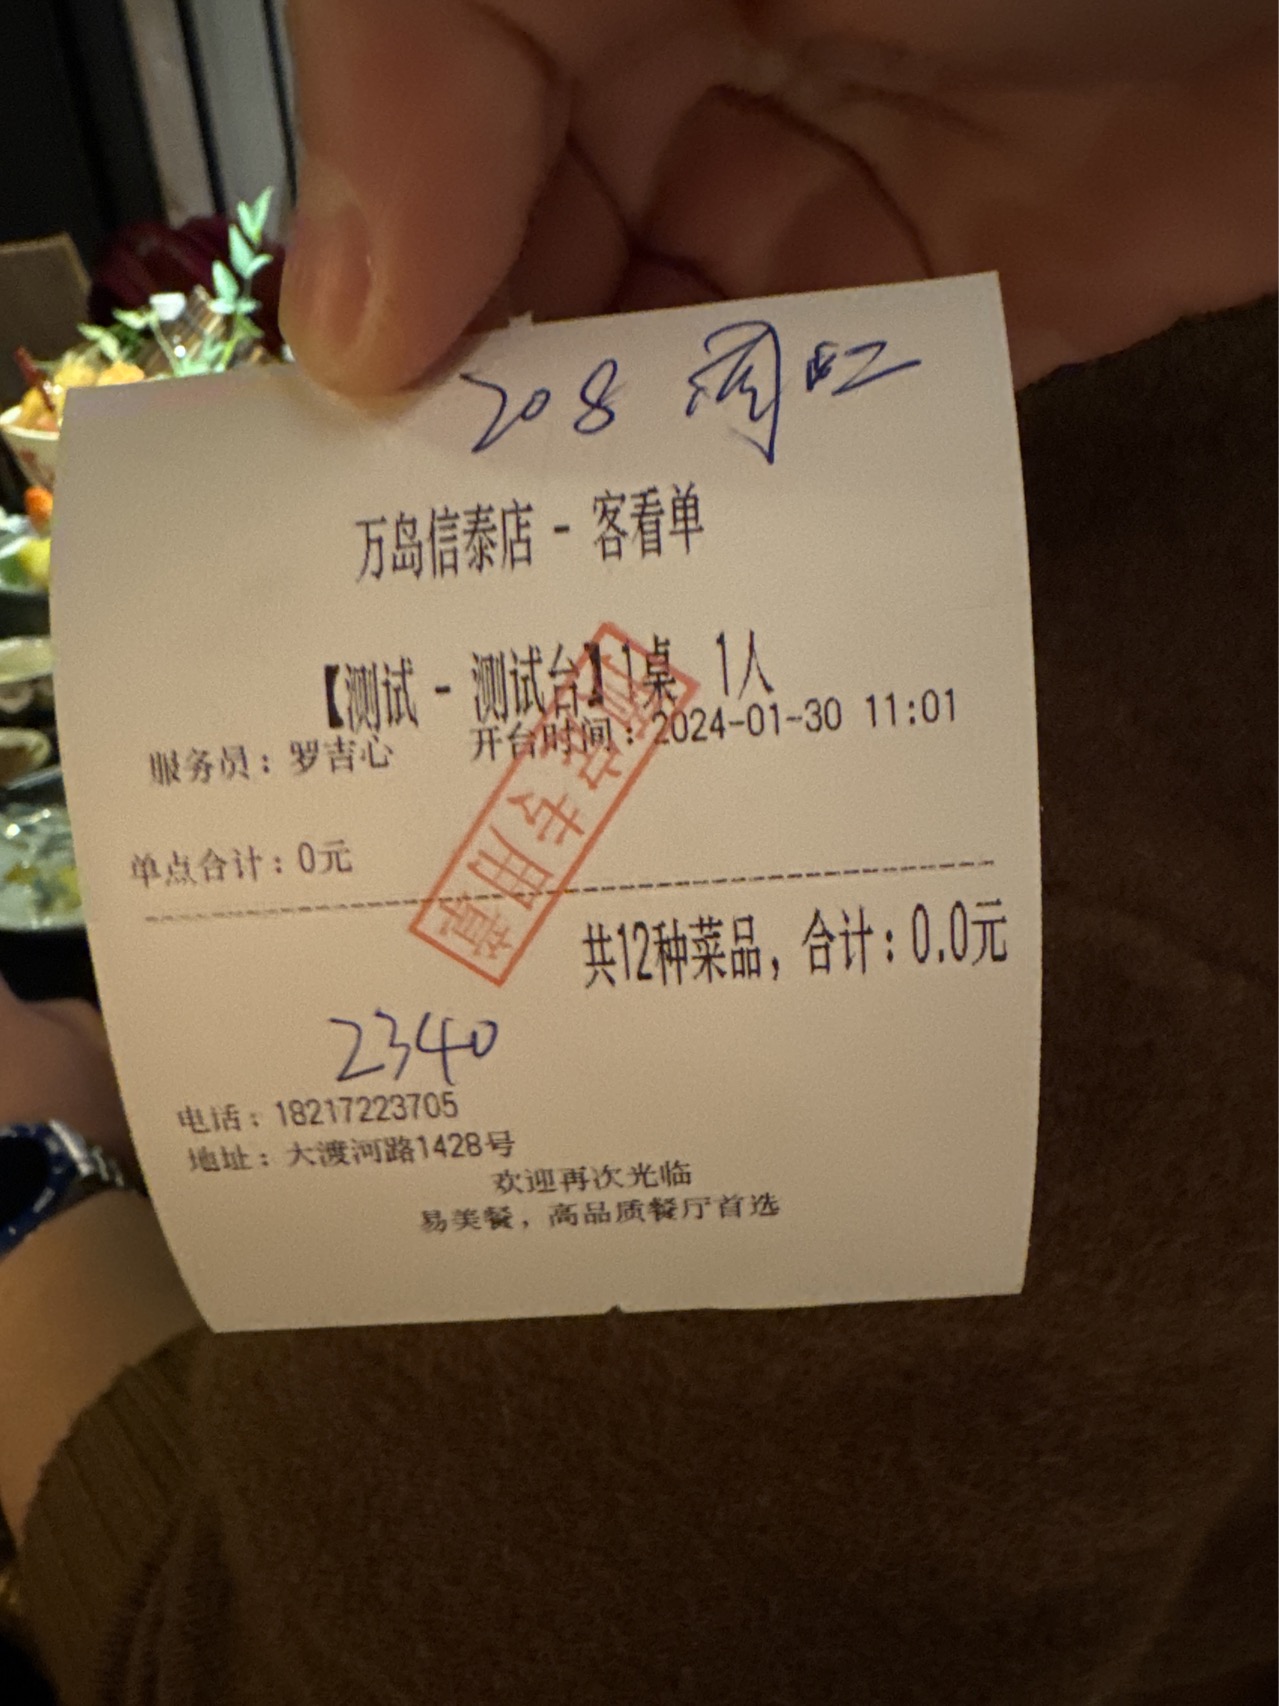 208 周虹
万岛信泰店 - 客看单
【测试 - 测试台】1桌 1人
服务员：罗吉心 开台时间：2024-01-30 11:01
单点合计：0元
共12种菜品，合计：0.0元
专用章
2340
电话：18217223705
地址：大渡河路1428号
欢迎再次光临
易美餐，高品质餐厅首选